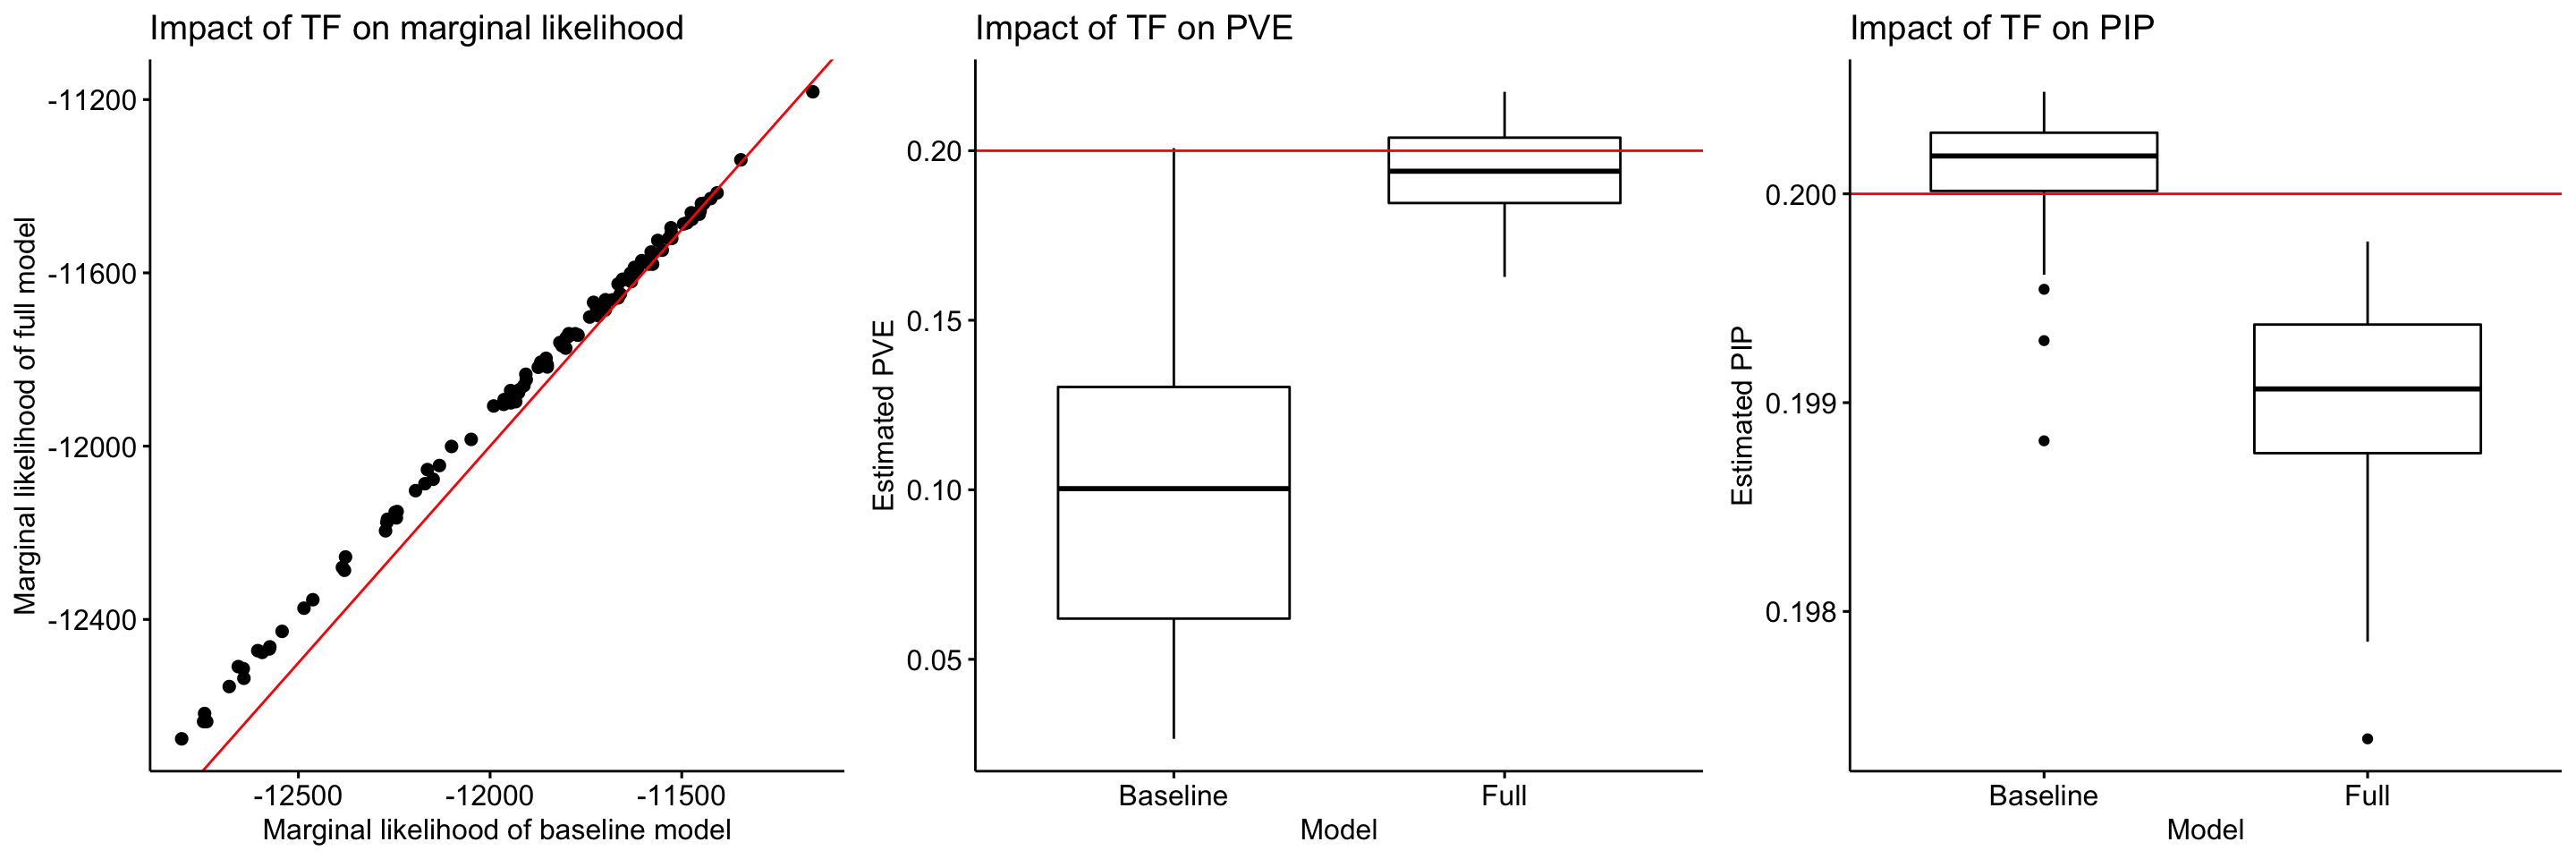 Impact of TF on marginal likelihood
Marginal likelihood of full model
-11200
-11600
-12000
-12400
-12500
-12000
-11500
Marginal likelihood of baseline model
Impact of TF on PVE
Estimated PVE
0.20
0.15
0.10
0.05
Baseline
Full
Model
Impact of TF on PIP
Estimated PIP
0.200
0.199
0.198
Baseline
Full
Model